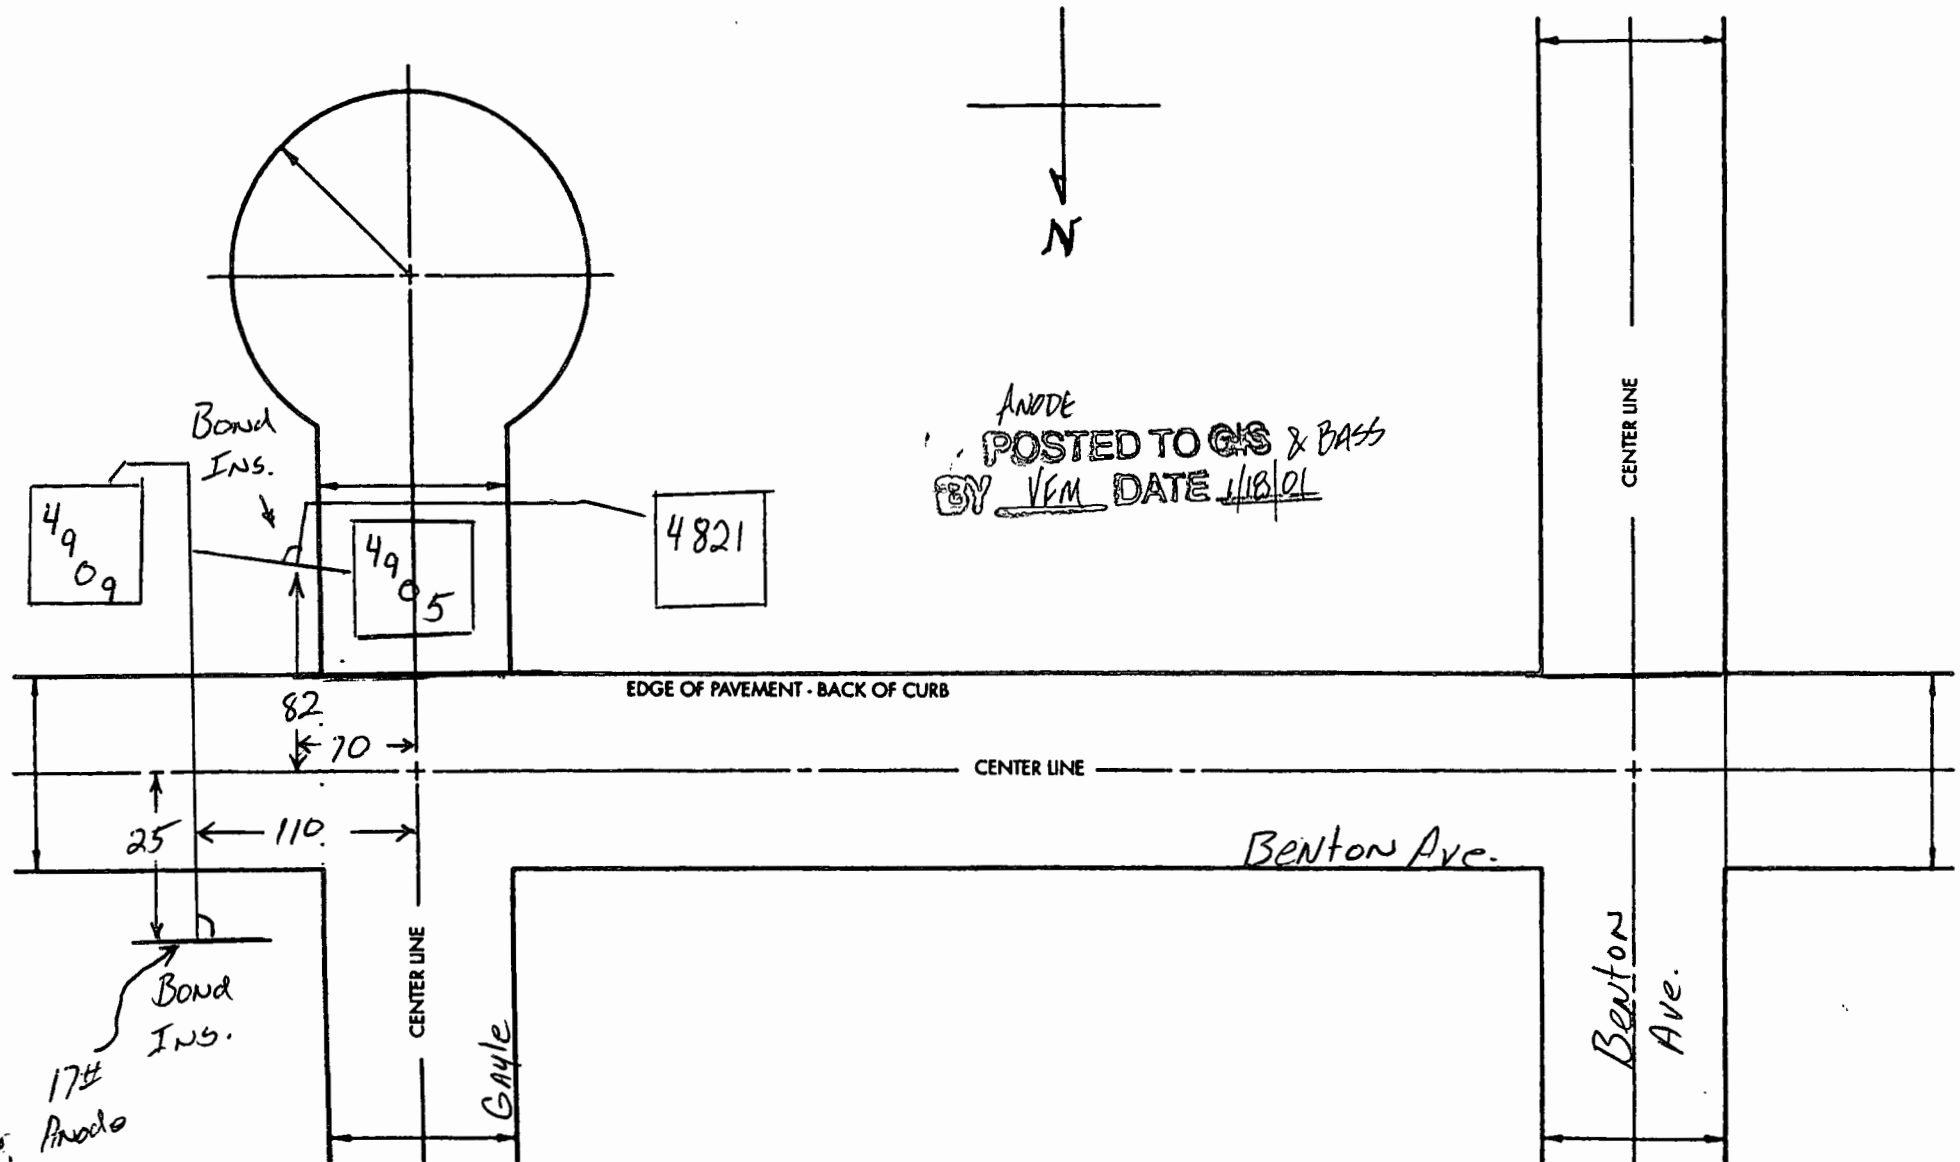 N
CENTER LINE
ANODE
POSTED TO GIS & BASS
BY VFM DATE 1/18/01
Bond
INS.
4909
4905
4821
EDGE OF PAVEMENT - BACK OF CURB
82
70
CENTER LINE
25
110
Benton Ave.
Bond
INS.
17#
Anode
CENTER LINE
Gayle
Benton
Ave.